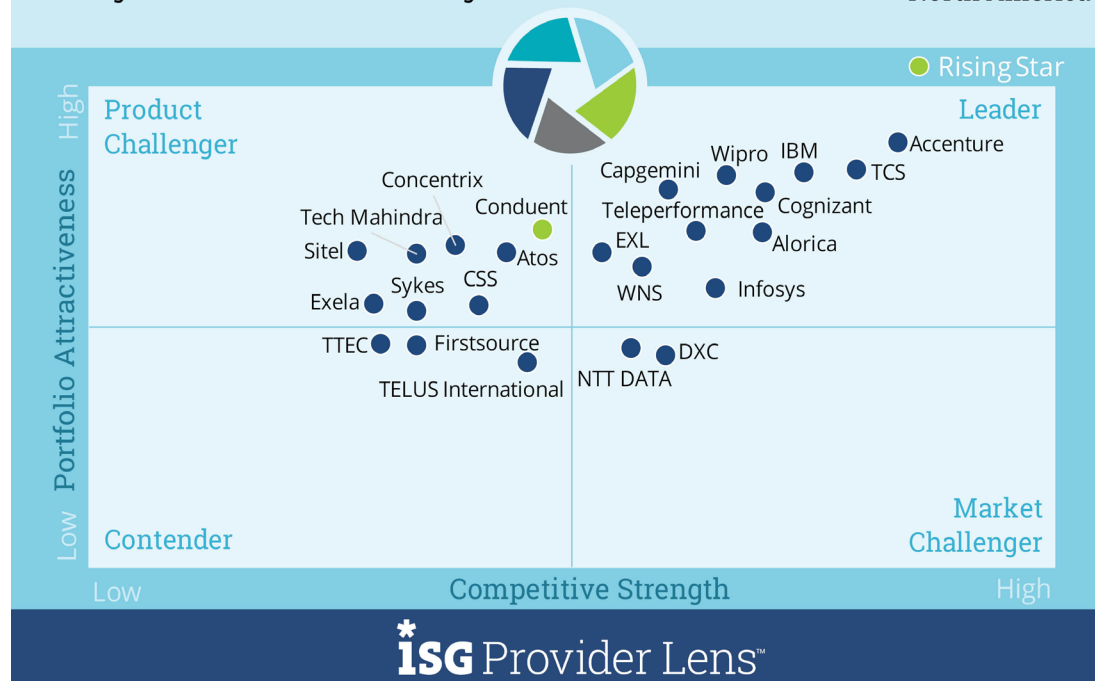 Rising Star
High
Product
Challenger
Leader
Accenture
Wipro
IBM
Capgemini
TCS
Concentrix
Cognizant
Conduent
Teleperformance
Tech Mahindra
Alorica
EXL
Sitel
Atos
CSS
Sykes
WNS
Infosys
Exela
Portfolio Attractiveness
TTEC
Firstsource
DXC
NTT DATA
TELUS International
Market
Challenger
Contender
Low
Low
Competitive Strength
High
ISG Provider Lens™